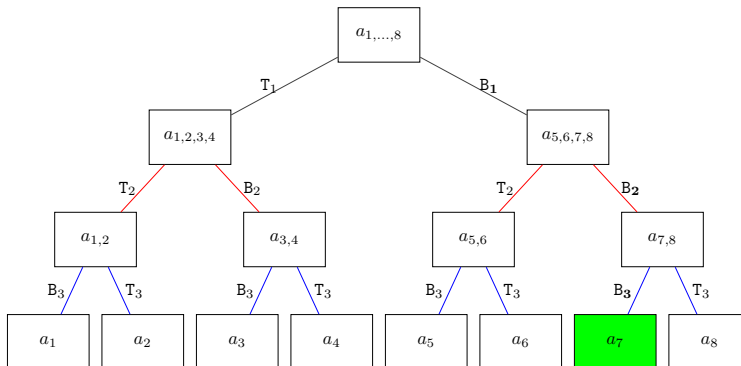 a₁,...,₈
T₁ B₁
a₁,₂,₃,₄ a₅,₆,₇,₈
T₂ B₂ T₂ B₂
a₁,₂ a₃,₄ a₅,₆ a₇,₈
B₃ T₃ B₃ T₃ B₃ T₃ B₃ T₃
a₁ a₂ a₃ a₄ a₅ a₆ a₇ a₈